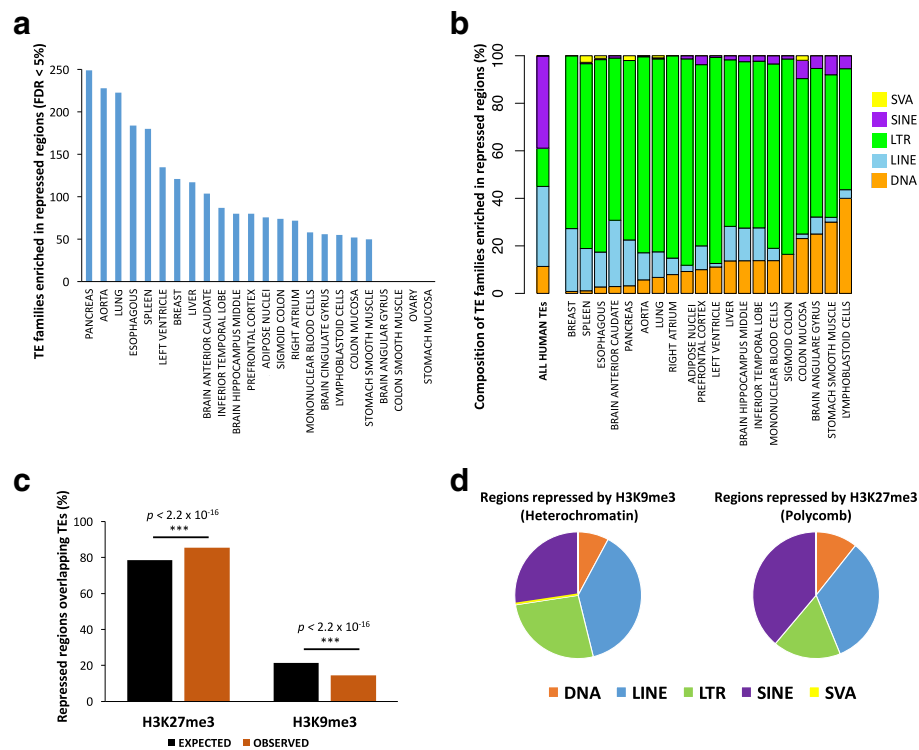 a
TE families enriched in repressed regions (FDR < 5%)
250
200
150
100
50
0
PANCREAS
AORTA
LUNG
ESOPHAGOUS
SPLEEN
LEFT VENTRICLE
BREAST
LIVER
BRAIN ANTERIOR CAUDATE
INFERIOR TEMPORAL LOBE
BRAIN HIPPOCAMPUS MIDDLE
PREFRONTAL CORTEX
ADIPOSE NUCLEI
SIGMOID COLON
RIGHT ATRIUM
MONONUCLEAR BLOOD CELLS
BRAIN CINGULATE GYRUS
LYMPHOBLASTOID CELLS
COLON MUCOSA
STOMACH SMOOTH MUSCLE
BRAIN ANGULAR GYRUS
COLON SMOOTH MUSCLE
OVARY
STOMACH MUCOSA
b
Composition of TE families enriched in repressed regions (%)
100
80
60
40
20
0
ALL HUMAN TEs
BREAST
SPLEEN
ESOPHAGOUS
BRAIN ANTERIOR CAUDATE
PANCREAS
AORTA
LUNG
RIGHT ATRIUM
ADIPOSE NUCLEI
PREFRONTAL CORTEX
LEFT VENTRICLE
LIVER
BRAIN HIPPOCAMPUS MIDDLE
INFERIOR TEMPORAL LOBE
MONONUCLEAR BLOOD CELLS
SIGMOID COLON
COLON MUCOSA
BRAIN ANGULARE GYRUS
STOMACH SMOOTH MUSCLE
LYMPHOBLASTOID CELLS
SVA
SINE
LTR
LINE
DNA
c
Repressed regions overlapping TEs (%)
100
80
60
40
20
0
p < 2.2 x 10-16
***
p < 2.2 x 10-16
***
H3K27me3
H3K9me3
EXPECTED
OBSERVED
d
Regions repressed by H3K9me3
(Heterochromatin)
Regions repressed by H3K27me3
(Polycomb)
DNA
LINE
LTR
SINE
SVA